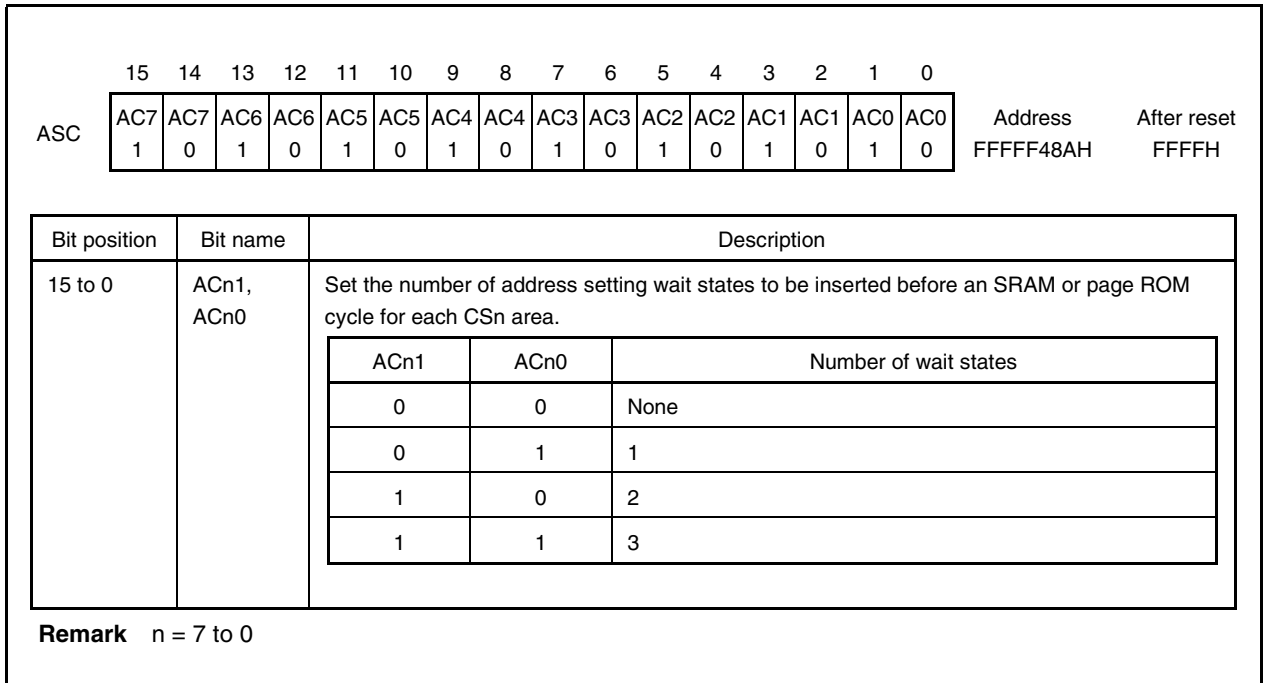 15 14 13 12 11 10 9 8 7 6 5 4 3 2 1 0
ASC AC7 AC7 AC6 AC6 AC5 AC5 AC4 AC4 AC3 AC3 AC2 AC2 AC1 AC1 AC0 AC0 Address After reset
1 0 1 0 1 0 1 0 1 0 1 0 1 0 1 0 FFFFF48AH FFFFH
Bit position Bit name Description
15 to 0 ACn1, Set the number of address setting wait states to be inserted before an SRAM or page ROM
ACn0 cycle for each CSn area.
ACn1 ACn0 Number of wait states
0 0 None
0 1 1
1 0 2
1 1 3
Remark n = 7 to 0